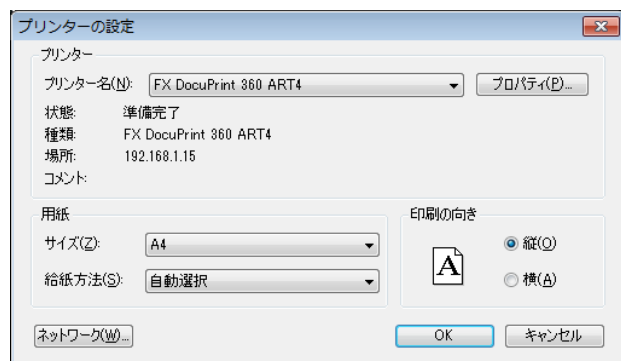 プリンターの設定
プリンター
プリンター名(N): FX DocuPrint 360 ART4 プロパティ(P)...
状態: 準備完了
種類: FX DocuPrint 360 ART4
場所: 192.168.1.15
コメント:
用紙
サイズ(Z): A4
給紙方法(S): 自動選択
印刷の向き
A
縦(O)
横(A)
ネットワーク(W)... OK キャンセル